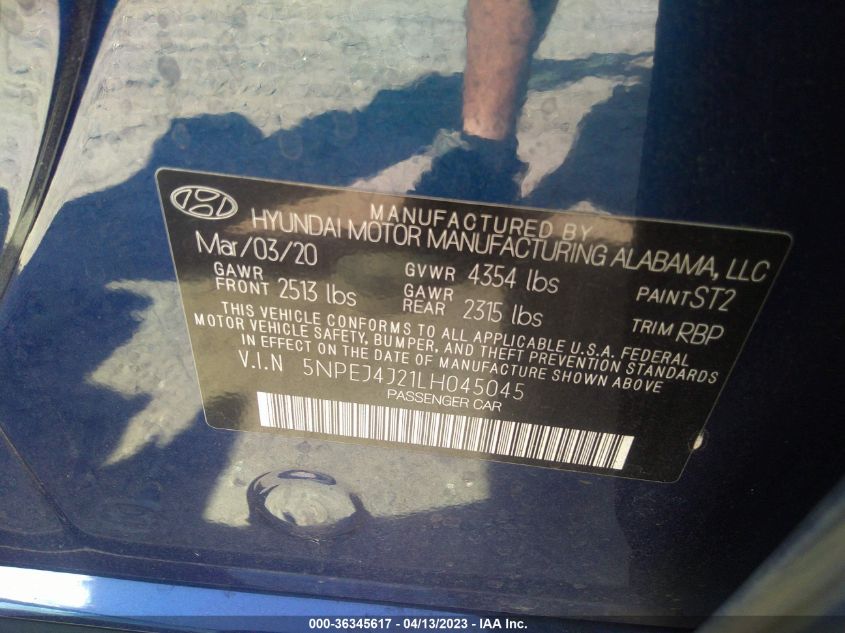 MANUFACTURED BY
HYUNDAI MOTOR MANUFACTURING ALABAMA, LLC
Mar/03/20
GVWR 4354 lbs
PAINT ST2
GAWR
FRONT 2513 lbs
GAWR
REAR 2315 lbs
TRIM RBP
THIS VEHICLE CONFORMS TO ALL APPLICABLE U.S.A. FEDERAL
MOTOR VEHICLE SAFETY, BUMPER, AND THEFT PREVENTION STANDARDS
IN EFFECT ON THE DATE OF MANUFACTURE SHOWN ABOVE.
V.I.N 5NPEJ4J21LH045045
PASSENGER CAR
000-36345617 - 04/13/2023 - IAA Inc.